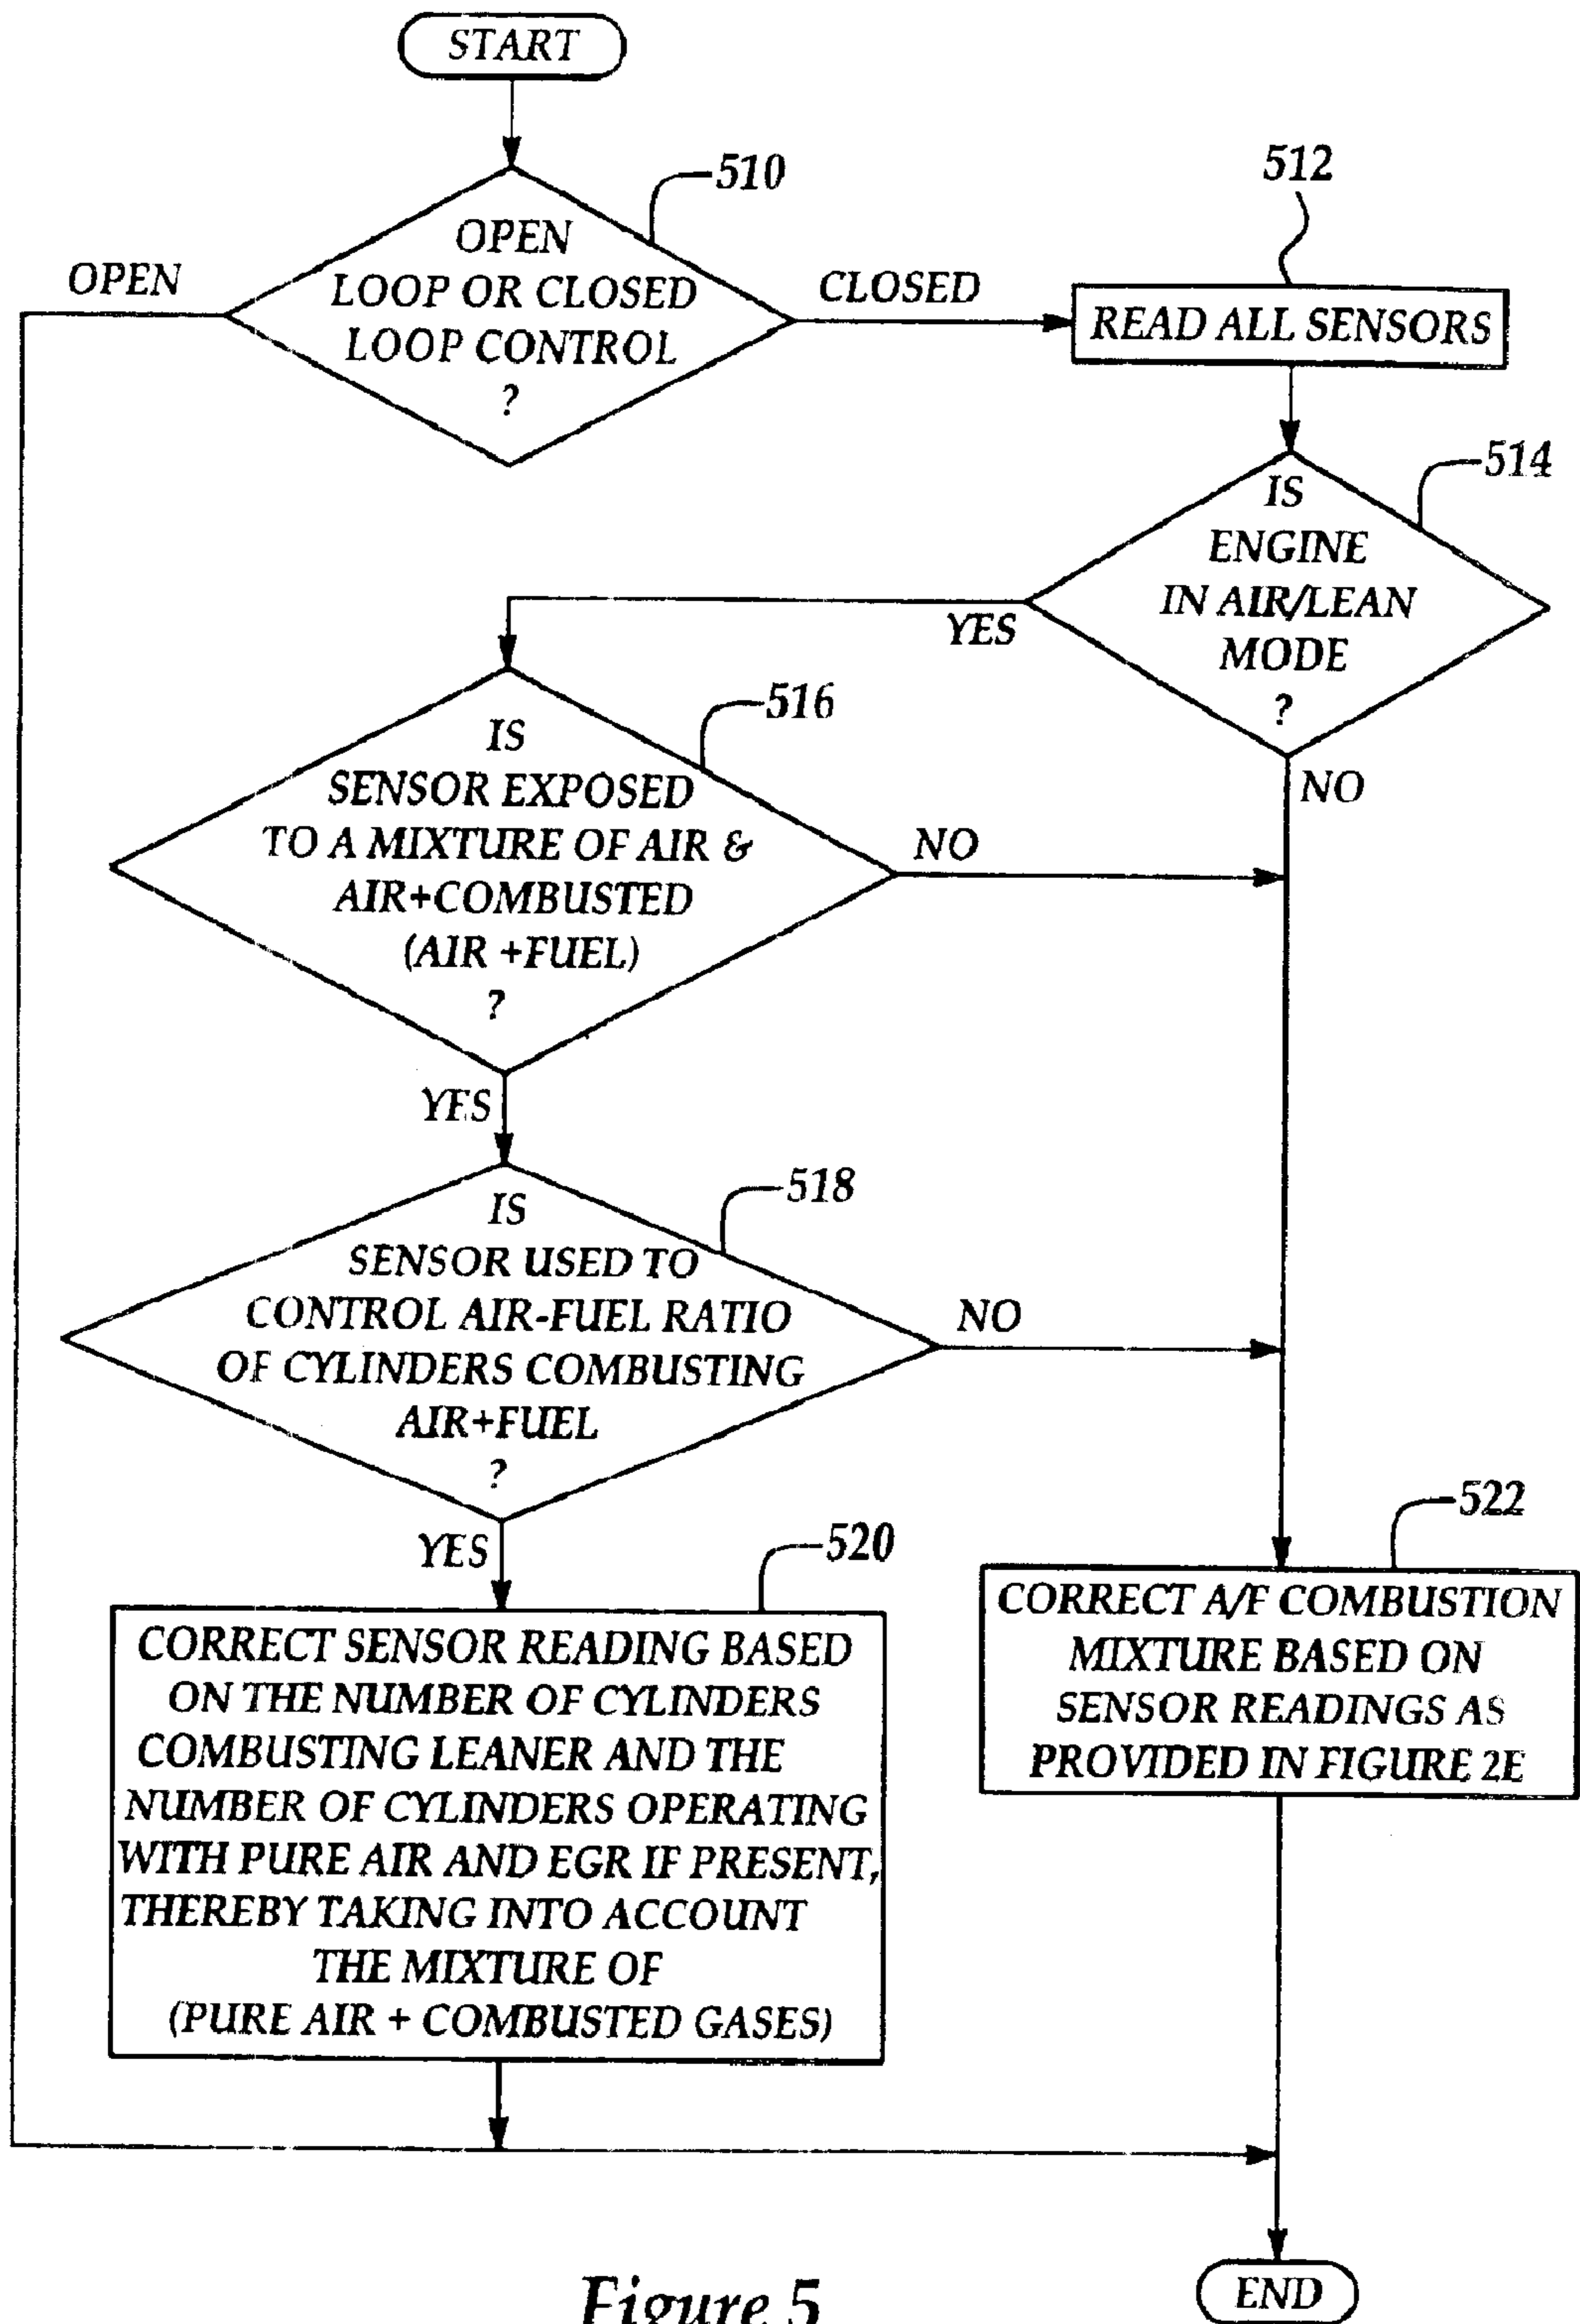 START
510
OPEN
LOOP OR CLOSED
LOOP CONTROL
?
OPEN
CLOSED
512
READ ALL SENSORS
514
IS
ENGINE
IN AIR/LEAN
MODE
?
YES
NO
516
IS
SENSOR EXPOSED
TO A MIXTURE OF AIR &
AIR+COMBUSTED
(AIR +FUEL)
?
NO
YES
518
IS
SENSOR USED TO
CONTROL AIR-FUEL RATIO
OF CYLINDERS COMBUSTING
AIR+FUEL
?
NO
YES
520
CORRECT SENSOR READING BASED
ON THE NUMBER OF CYLINDERS
COMBUSTING LEANER AND THE
NUMBER OF CYLINDERS OPERATING
WITH PURE AIR AND EGR IF PRESENT,
THEREBY TAKING INTO ACCOUNT
THE MIXTURE OF
(PURE AIR + COMBUSTED GASES)
522
CORRECT A/F COMBUSTION
MIXTURE BASED ON
SENSOR READINGS AS
PROVIDED IN FIGURE 2E
END
Figure 5